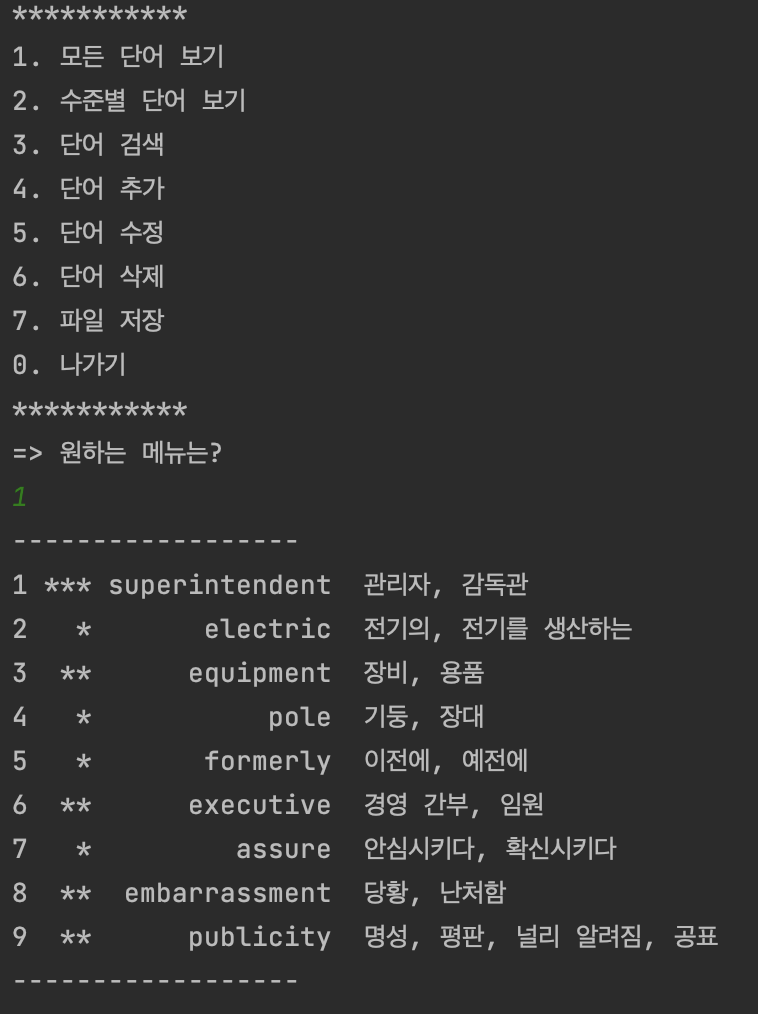 ***********
1. 모든 단어 보기
2. 수준별 단어 보기
3. 단어 검색
4. 단어 추가
5. 단어 수정
6. 단어 삭제
7. 파일 저장
0. 나가기
***********
=> 원하는 메뉴는?
1
------------------
1 *** superintendent  관리자, 감독관
2   *       electric  전기의, 전기를 생산하는
3  **      equipment  장비, 용품
4   *           pole  기둥, 장대
5   *       formerly  이전에, 예전에
6  **      executive  경영 간부, 임원
7   *         assure  안심시키다, 확신시키다
8  **  embarrassment  당황, 난처함
9  **      publicity  명성, 평판, 널리 알려짐, 공표
------------------